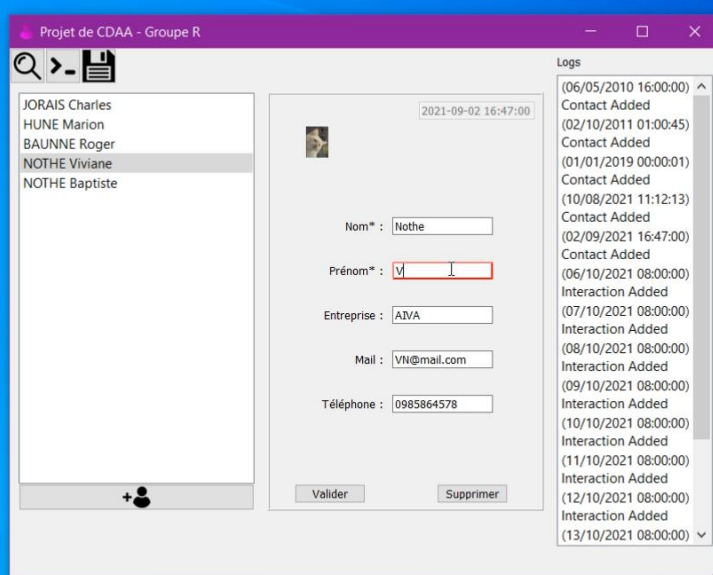 Projet de CDAA - Groupe R
Logs
JORAIS Charles
HUNE Marion
BAUNNE Roger
NOTHE Viviane
NOTHE Baptiste
2021-09-02 16:47:00
Nom* : Nothe
Prénom* : V
Entreprise : AIVA
Mail : VN@mail.com
Téléphone : 0985864578
Valider
Supprimer
(06/05/2010 16:00:00)
Contact Added
(02/10/2011 01:00:45)
Contact Added
(01/01/2019 00:00:01)
Contact Added
(10/08/2021 11:12:13)
Contact Added
(02/09/2021 16:47:00)
Contact Added
(06/10/2021 08:00:00)
Interaction Added
(07/10/2021 08:00:00)
Interaction Added
(08/10/2021 08:00:00)
Interaction Added
(09/10/2021 08:00:00)
Interaction Added
(10/10/2021 08:00:00)
Interaction Added
(11/10/2021 08:00:00)
Interaction Added
(12/10/2021 08:00:00)
Interaction Added
(13/10/2021 08:00:00)